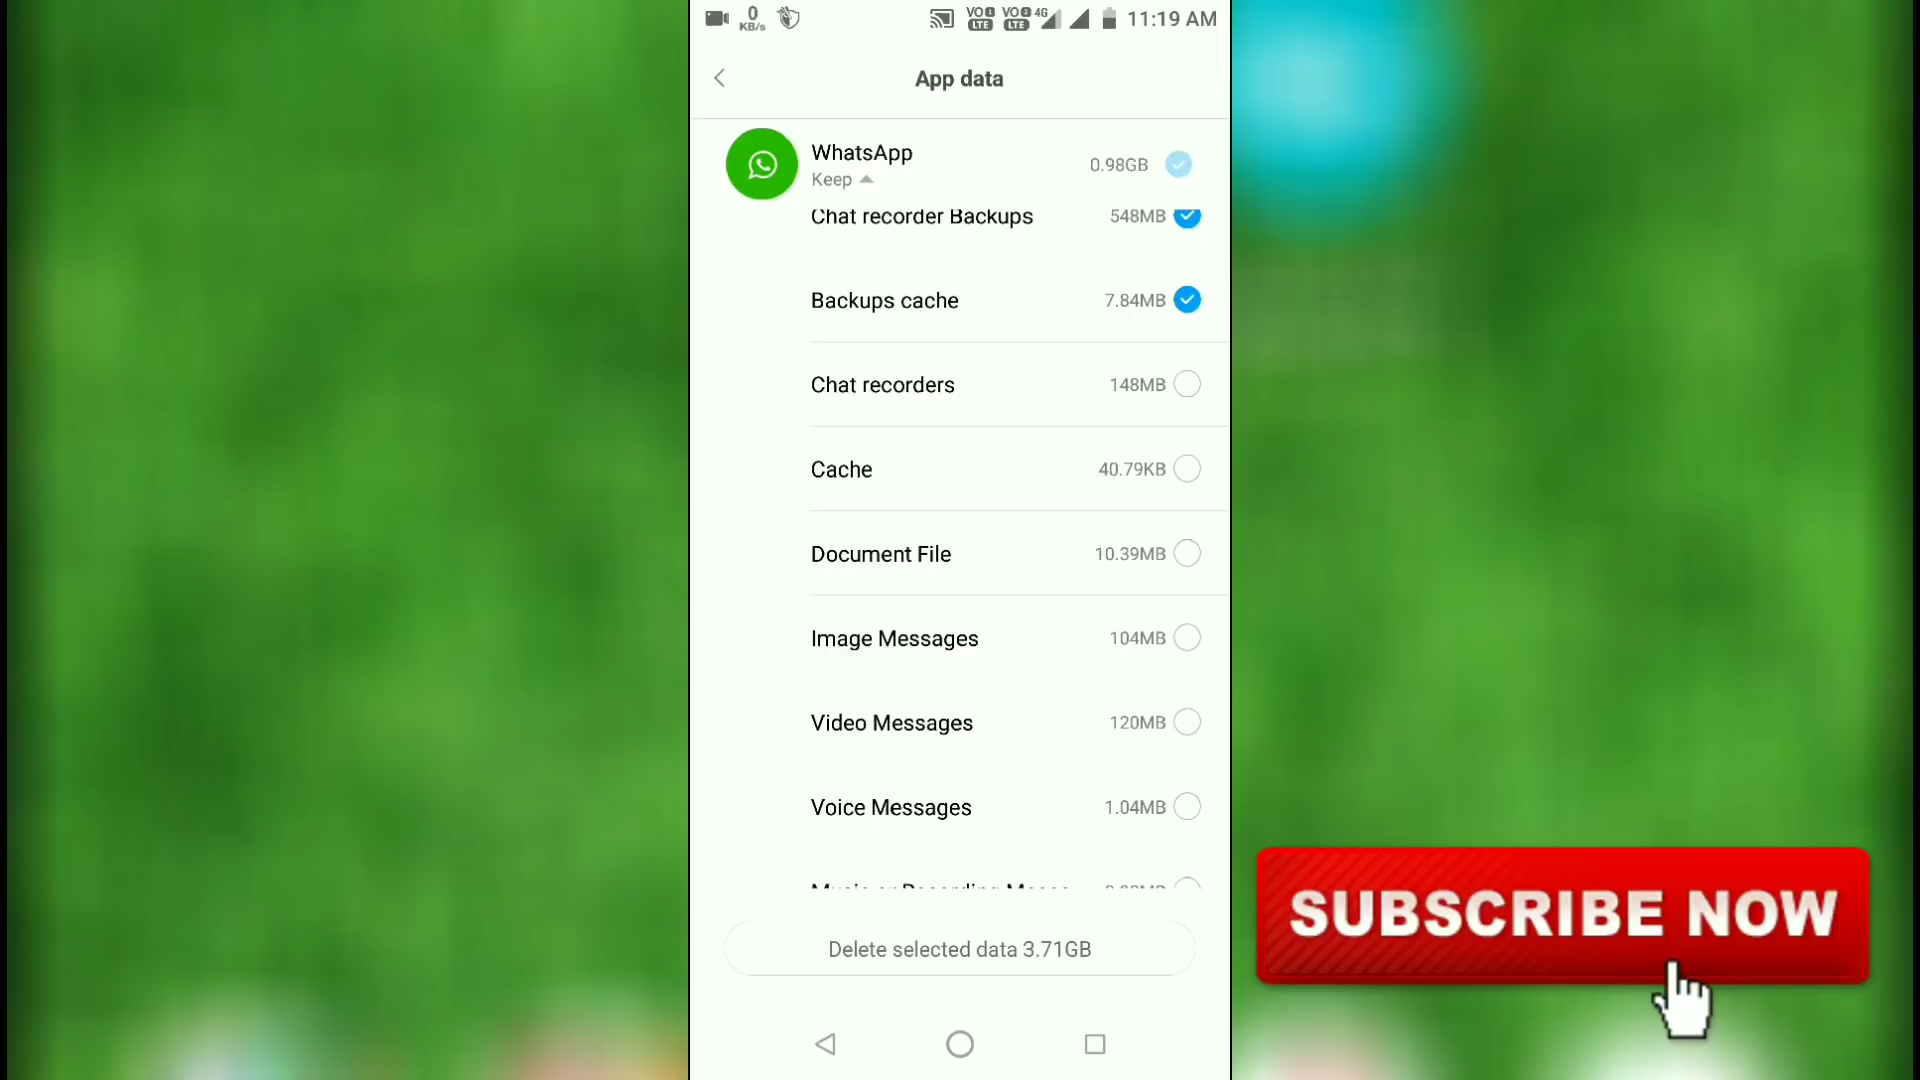 0
KB/s
VO 1 LTE
VO 2 LTE
4G
11:19 AM
App data
WhatsApp
0.98GB
Keep
Chat recorder Backups
548MB
Backups cache
7.84MB
Chat recorders
148MB
Cache
40.79KB
Document File
10.39MB
Image Messages
104MB
Video Messages
120MB
Voice Messages
1.04MB
Delete selected data 3.71GB
SUBSCRIBE NOW